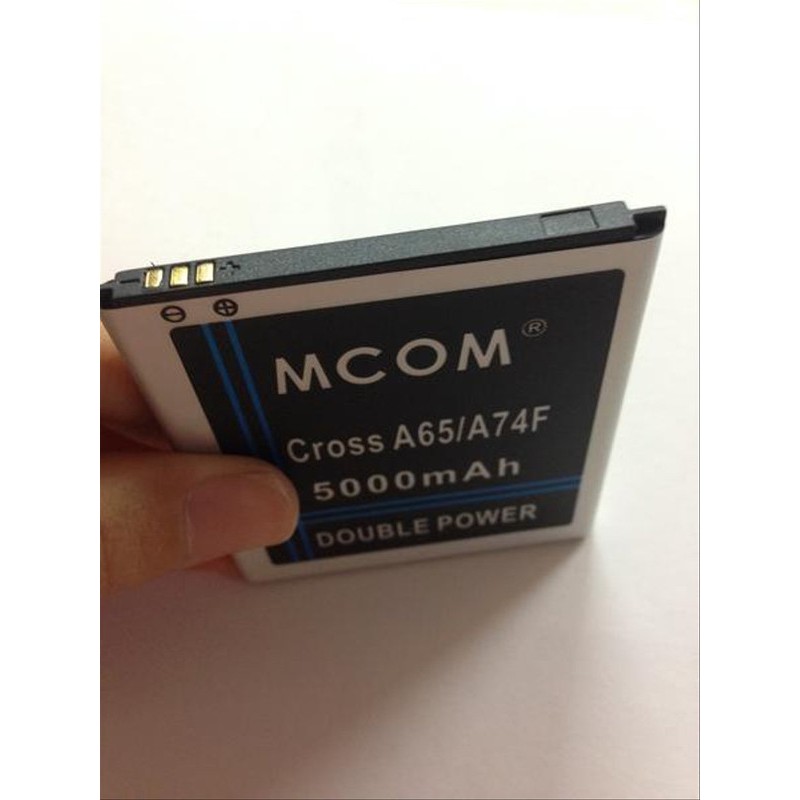 MCOM ®
Cross A65/A74F
5000mAh
DOUBLE POWER